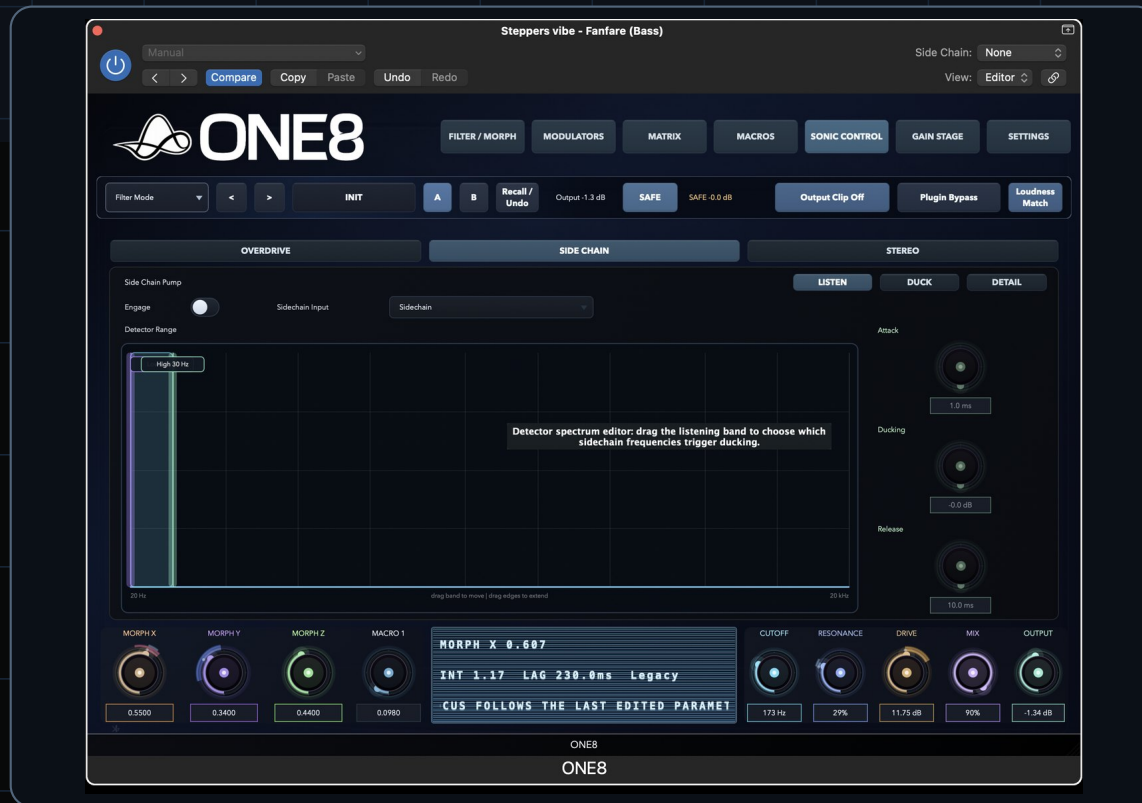 Steppers vibe - Fanfare (Bass)
Manual
Side Chain: None
< > Compare Copy Paste Undo Redo
View: Editor
ONE8
FILTER / MORPH MODULATORS MATRIX MACROS SONIC CONTROL GAIN STAGE SETTINGS
Filter Mode < > INIT A B Recall / Undo Output -1.3 dB SAFE SAFE -0.0 dB Output Clip Off Plugin Bypass Loudness Match
OVERDRIVE SIDE CHAIN STEREO
Side Chain Pump LISTEN DUCK DETAIL
Engage Sidechain Input Sidechain
Detector Range Attack
High 30 Hz
1.0 ms
Detector spectrum editor: drag the listening band to choose which
sidechain frequencies trigger ducking.
Ducking
-0.0 dB
Release
20 Hz drag band to move | drag edges to extend 20 kHz
10.0 ms
MORPH X MORPH Y MORPH Z MACRO 1
0.5500 0.3400 0.4400 0.0980
MORPH X 0.607
INT 1.17 LAG 230.0ms Legacy
CUS FOLLOWS THE LAST EDITED PARAMET
CUTOFF RESONANCE DRIVE MIX OUTPUT
173 Hz 29% 11.75 dB 90% -1.34 dB
ONE8
ONE8